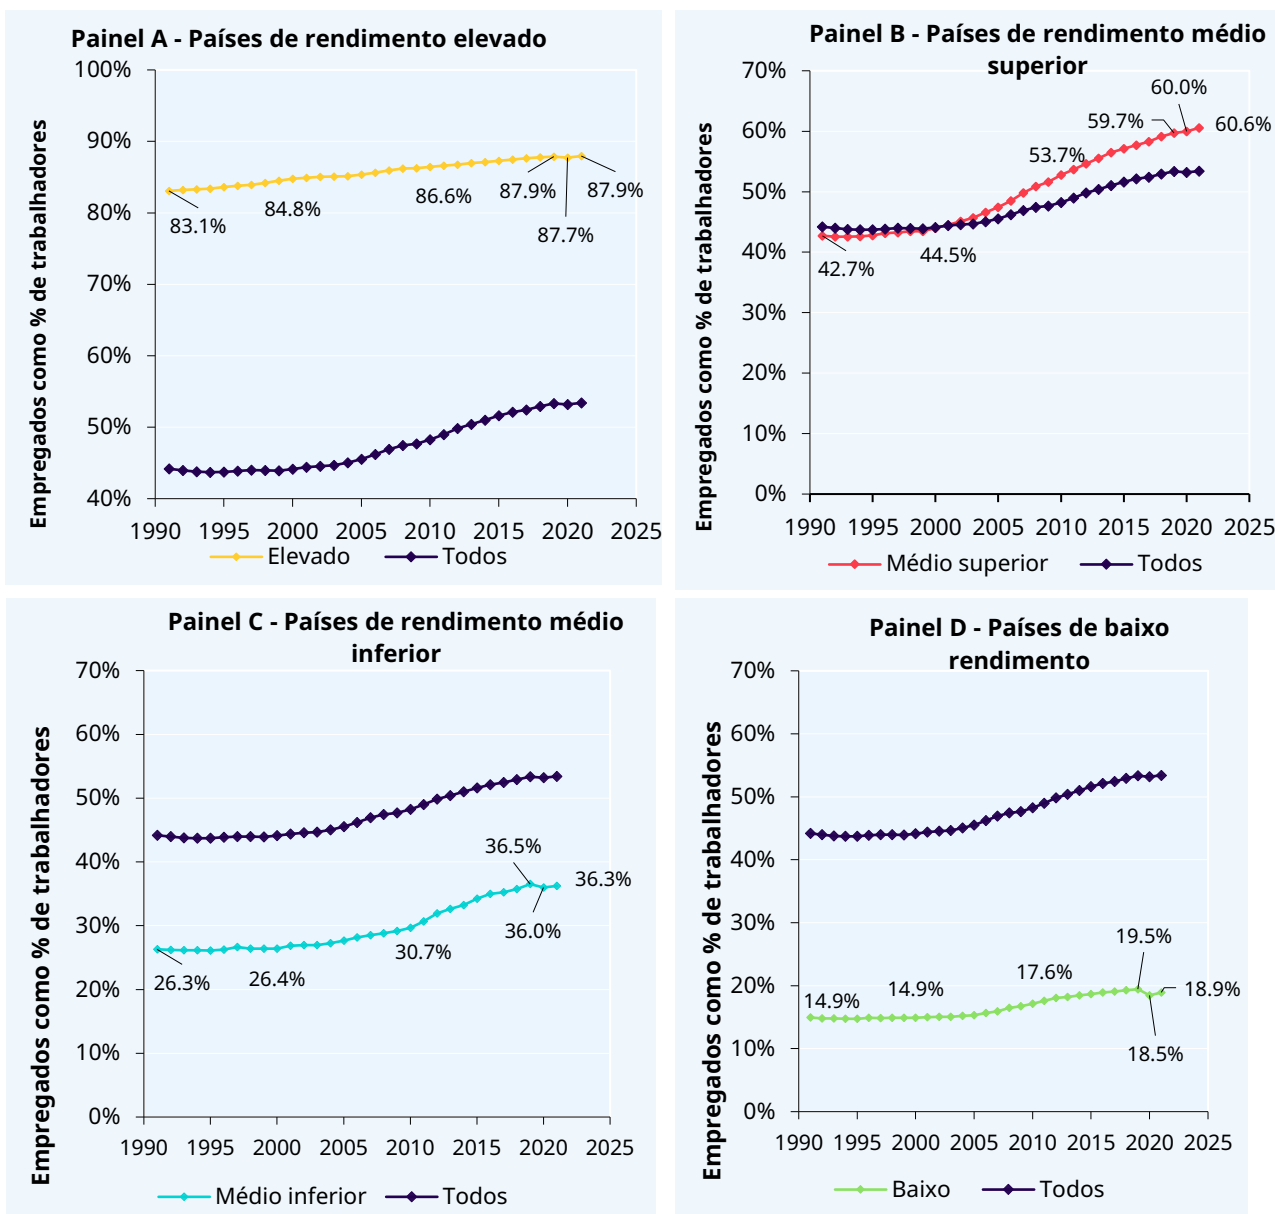 Painel A - Países de rendimento elevado
Empregados como % de trabalhadores
100%
90%
80%
70%
60%
50%
40%
83.1%
84.8%
86.6%
87.9%
87.7%
87.9%
1990 1995 2000 2005 2010 2015 2020 2025
Elevado Todos
Painel B - Países de rendimento médio
superior
Empregados como % de trabalhadores
70%
60%
50%
40%
30%
20%
10%
0%
42.7%
44.5%
53.7%
59.7%
60.0%
60.6%
1990 1995 2000 2005 2010 2015 2020 2025
Médio superior Todos
Painel C - Países de rendimento médio
inferior
Empregados como % de trabalhadores
70%
60%
50%
40%
30%
20%
10%
0%
26.3%
26.4%
30.7%
36.5%
36.0%
36.3%
1990 1995 2000 2005 2010 2015 2020 2025
Médio inferior Todos
Painel D - Países de baixo
rendimento
Empregados como % de trabalhadores
70%
60%
50%
40%
30%
20%
10%
0%
14.9%
14.9%
17.6%
19.5%
18.5%
18.9%
1990 1995 2000 2005 2010 2015 2020 2025
Baixo Todos